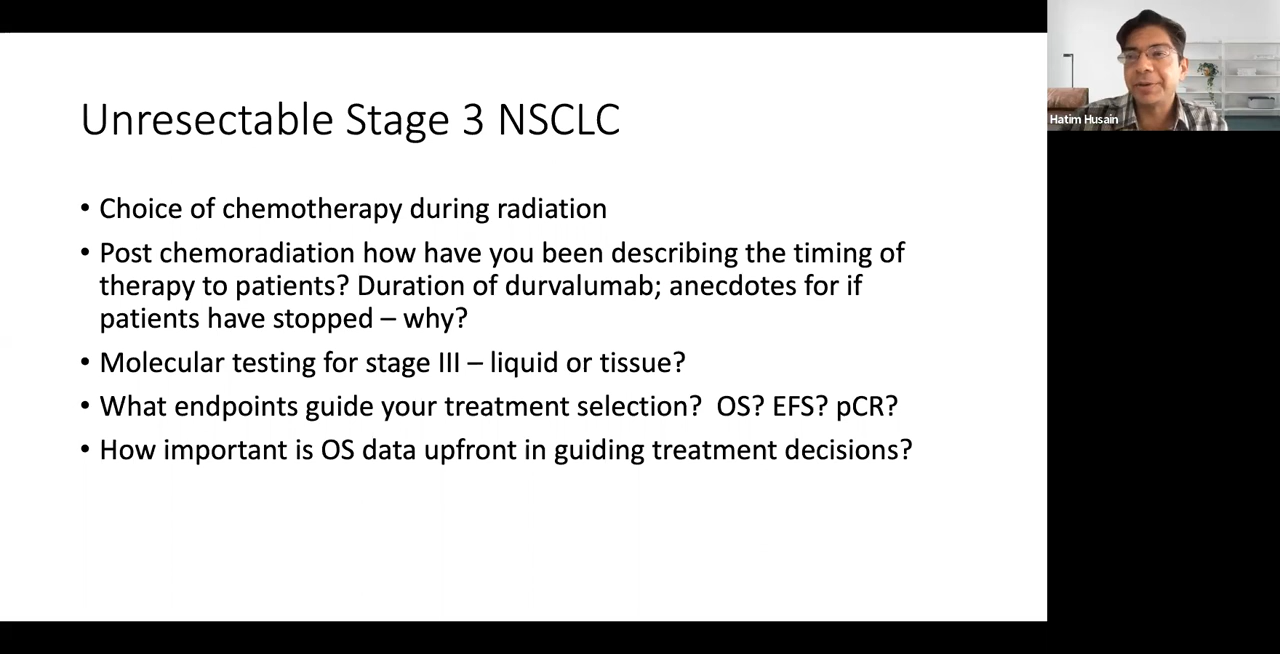 Unresectable Stage 3 NSCLC
• Choice of chemotherapy during radiation
• Post chemoradiation how have you been describing the timing of
therapy to patients? Duration of durvalumab; anecdotes for if
patients have stopped – why?
• Molecular testing for stage III – liquid or tissue?
• What endpoints guide your treatment selection?  OS? EFS? pCR?
• How important is OS data upfront in guiding treatment decisions?
Hatim Husain